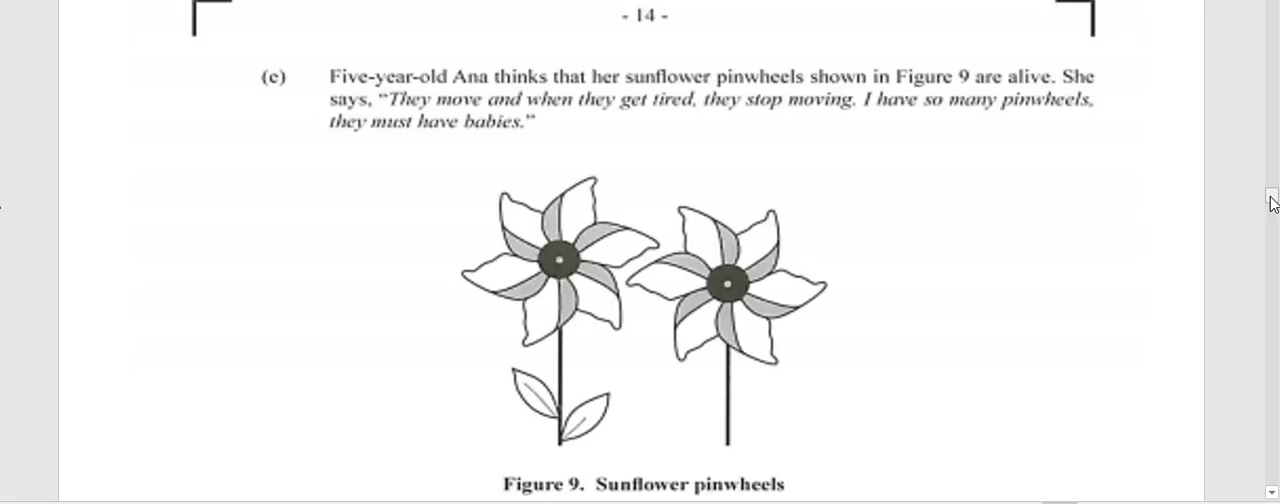 - 14 -
(c) Five-year-old Ana thinks that her sunflower pinwheels shown in Figure 9 are alive. She
says, “They move and when they get tired, they stop moving. I have so many pinwheels,
they must have babies.”
Figure 9. Sunflower pinwheels